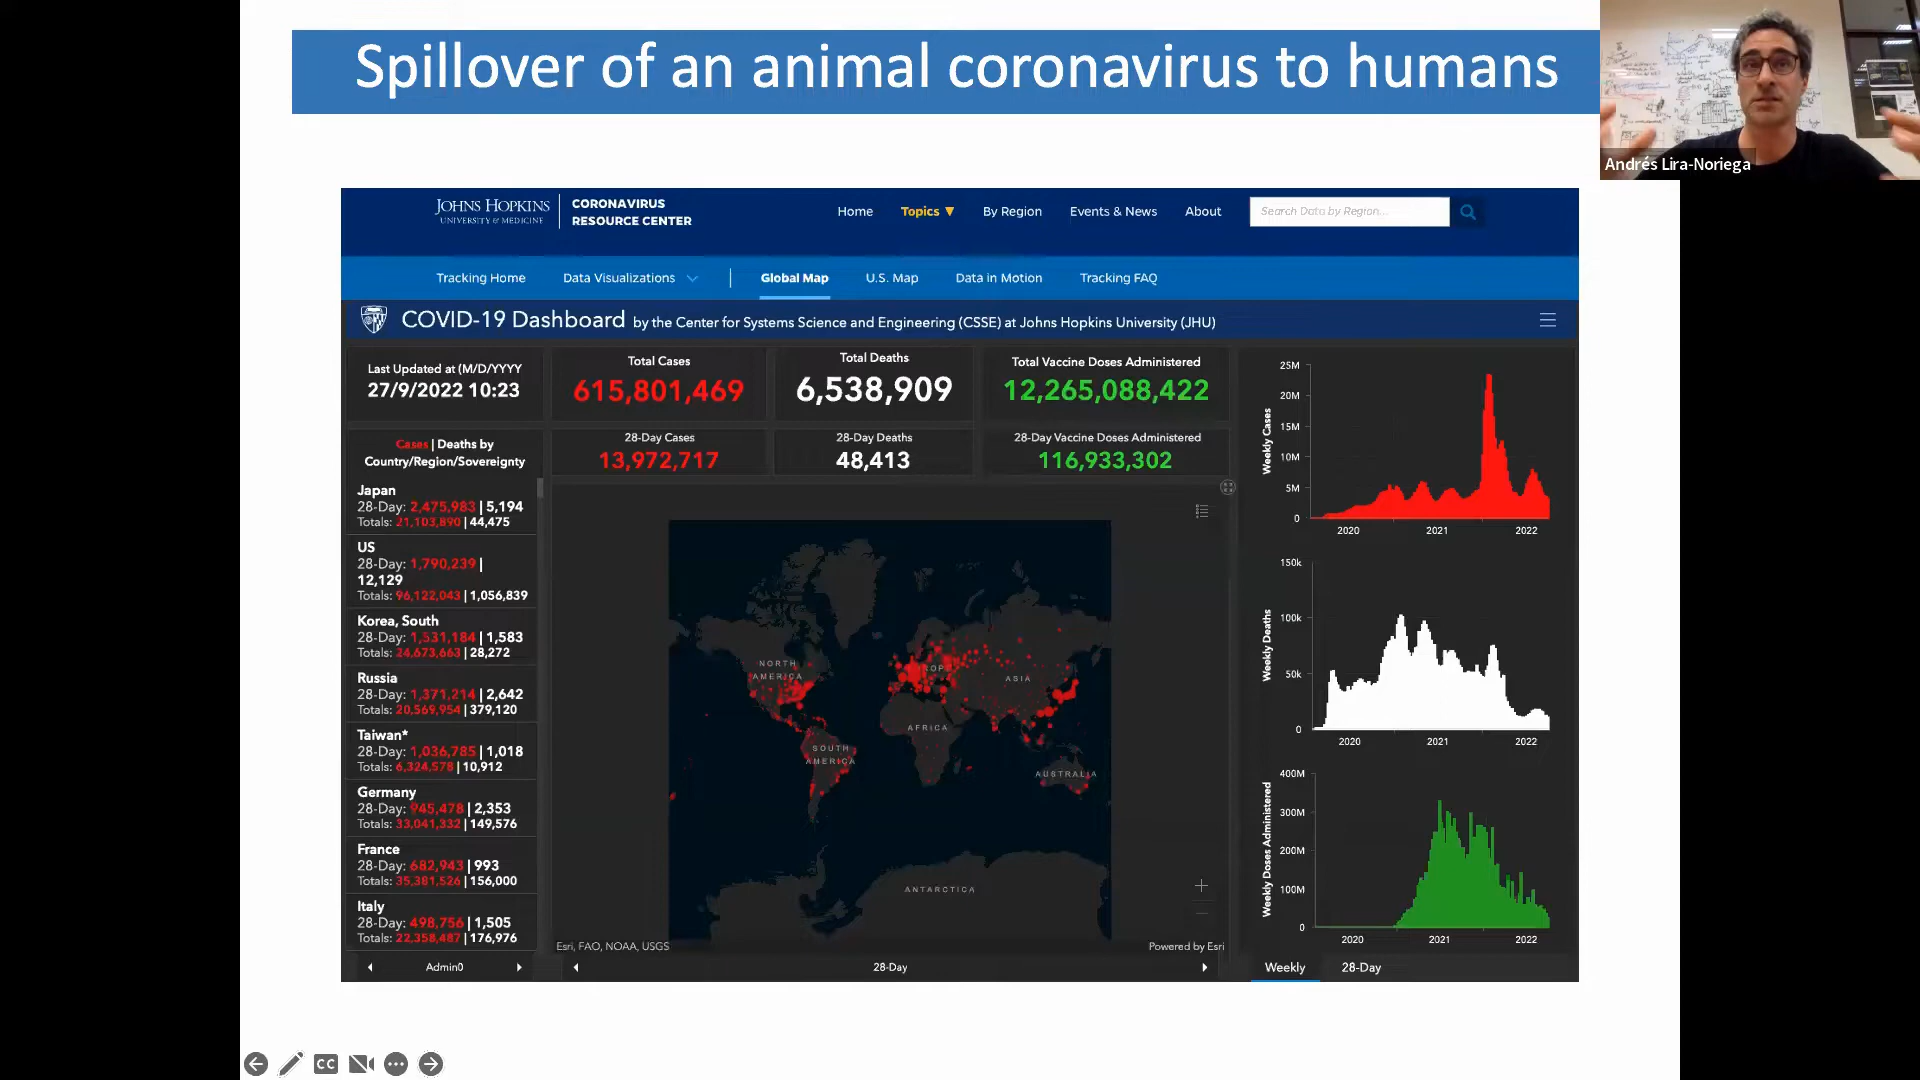 Spillover of an animal coronavirus to humans
Andrés Lira-Noriega
JOHNS HOPKINS
UNIVERSITY & MEDICINE
CORONAVIRUS
RESOURCE CENTER
Home
Topics
By Region
Events & News
About
Search Data by Region...
Tracking Home
Data Visualizations
Global Map
U.S. Map
Data in Motion
Tracking FAQ
COVID-19 Dashboard by the Center for Systems Science and Engineering (CSSE) at Johns Hopkins University (JHU)
Last Updated at (M/D/YYYY
27/9/2022 10:23
Total Cases
615,801,469
Total Deaths
6,538,909
Total Vaccine Doses Administered
12,265,088,422
28-Day Cases
13,972,717
28-Day Deaths
48,413
28-Day Vaccine Doses Administered
116,933,302
Cases | Deaths by
Country/Region/Sovereignty
Japan
28-Day: 2,475,983 | 5,194
Totals: 21,103,890 | 44,475
US
28-Day: 1,790,239 |
12,129
Totals: 96,122,043 | 1,056,839
Korea, South
28-Day: 1,531,184 | 1,583
Totals: 24,673,663 | 28,272
Russia
28-Day: 1,371,214 | 2,642
Totals: 20,569,954 | 379,120
Taiwan*
28-Day: 1,036,785 | 1,018
Totals: 6,324,578 | 10,912
Germany
28-Day: 945,478 | 2,353
Totals: 33,041,332 | 149,576
France
28-Day: 682,943 | 993
Totals: 35,381,526 | 156,000
Italy
28-Day: 498,756 | 1,505
Totals: 22,358,487 | 176,976
Admin0
NORTH
AMERICA
ASIA
AFRICA
SOUTH
AMERICA
AUSTRALIA
ANTARCTICA
Esri, FAO, NOAA, USGS
Powered by Esri
28-Day
Weekly Cases
25M
20M
15M
10M
5M
0
2020
2021
2022
Weekly Deaths
150k
100k
50k
0
2020
2021
2022
Weekly Doses Administered
400M
300M
200M
100M
0
2020
2021
2022
Weekly
28-Day
CC